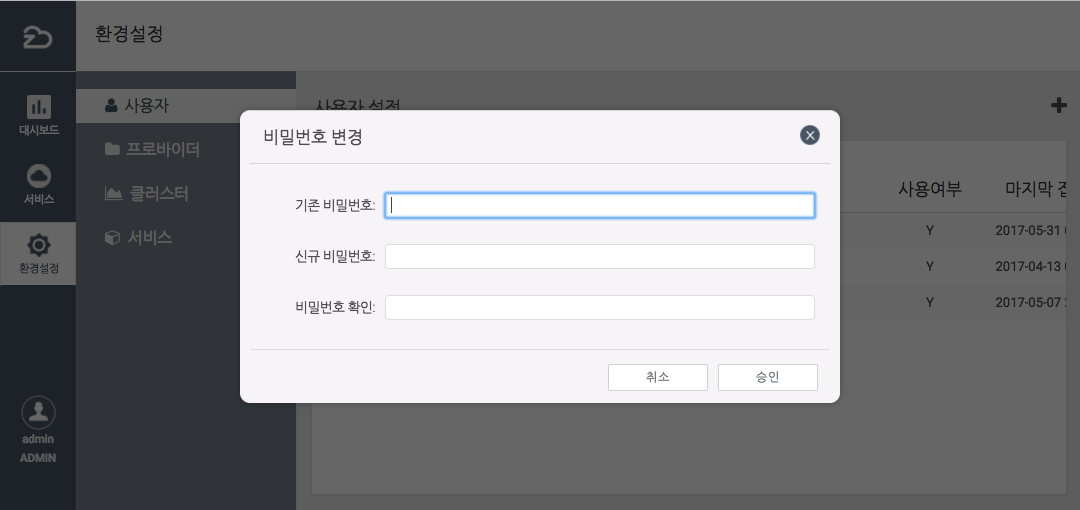 환경설정
대시보드
서비스
환경설정
admin
ADMIN
사용자
프로바이더
클러스터
서비스
사용자 설정
사용여부 마지막 접
Y 2017-05-31
Y 2017-04-13
Y 2017-05-07
비밀번호 변경
기존 비밀번호:
신규 비밀번호:
비밀번호 확인:
취소 승인